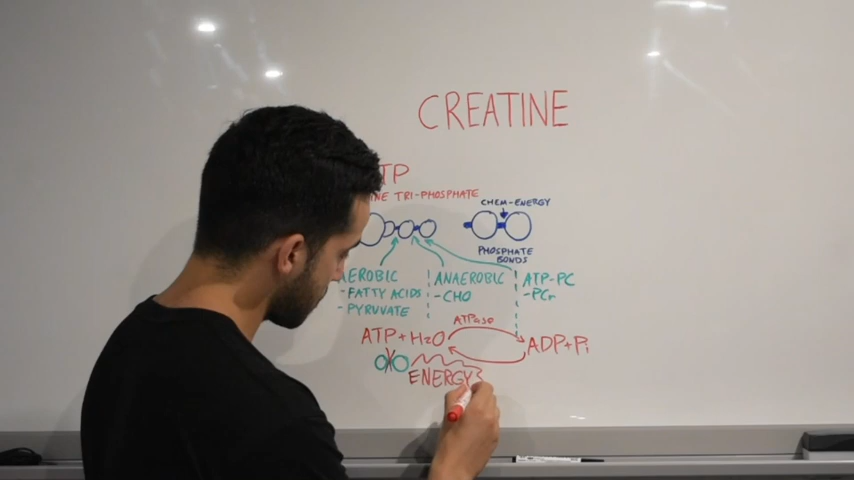 CREATINE
TP
INE TRI-PHOSPHATE
CHEM-ENERGY
PHOSPHATE
BONDS
AEROBIC
-FATTY ACIDS
-PYRUVATE
ANAEROBIC
-CHO
ATP-PC
-PCr
ATPase
ATP+H2O
ADP+Pi
ENERGY